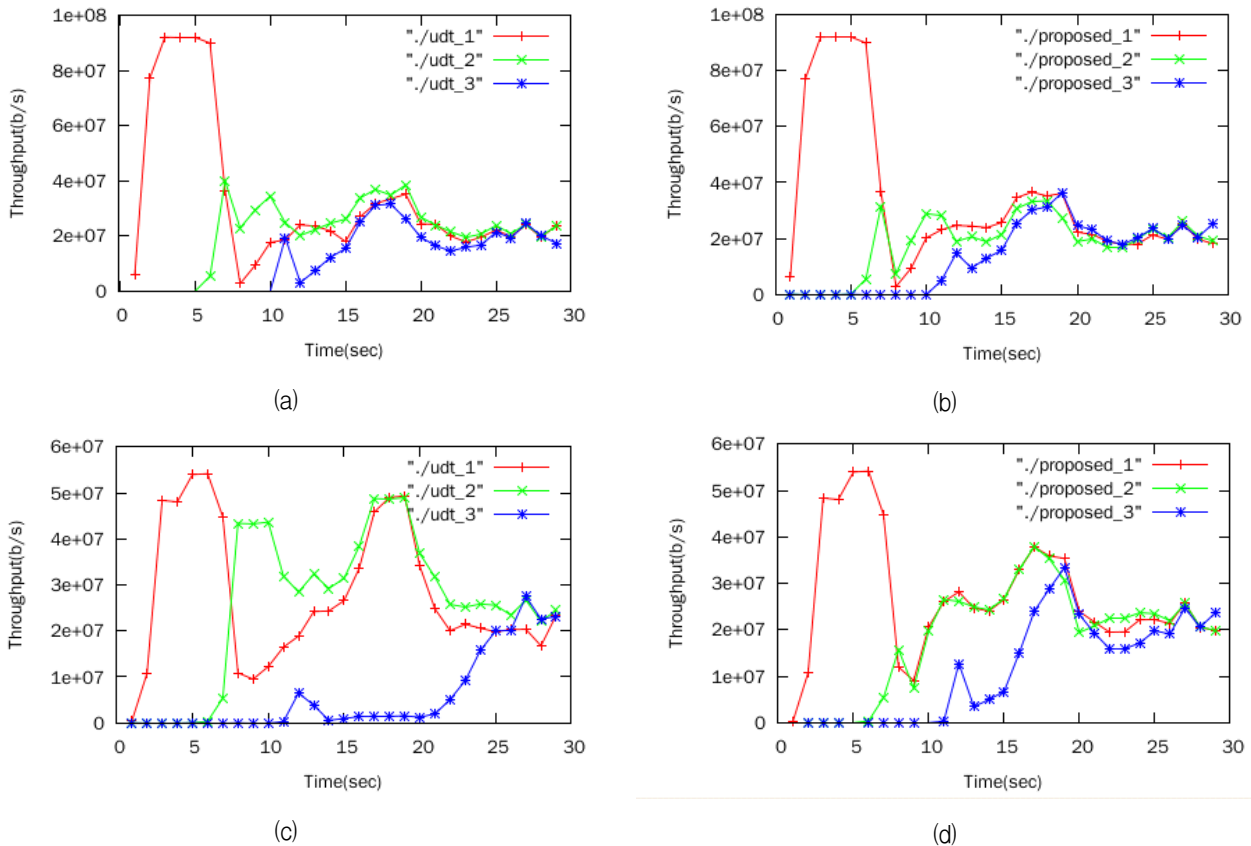 1e+08
8e+07
6e+07
4e+07
2e+07
0
0 5 10 15 20 25 30
Throughput(b/s)
Time(sec)
"./udt_1"
"./udt_2"
"./udt_3"
(a)
1e+08
8e+07
6e+07
4e+07
2e+07
0
0 5 10 15 20 25 30
Throughput(b/s)
Time(sec)
"./proposed_1"
"./proposed_2"
"./proposed_3"
(b)
6e+07
5e+07
4e+07
3e+07
2e+07
1e+07
0
0 5 10 15 20 25 30
Throughput(b/s)
Time(sec)
"./udt_1"
"./udt_2"
"./udt_3"
(c)
6e+07
5e+07
4e+07
3e+07
2e+07
1e+07
0
0 5 10 15 20 25 30
Throughput(b/s)
Time(sec)
"./proposed_1"
"./proposed_2"
"./proposed_3"
(d)